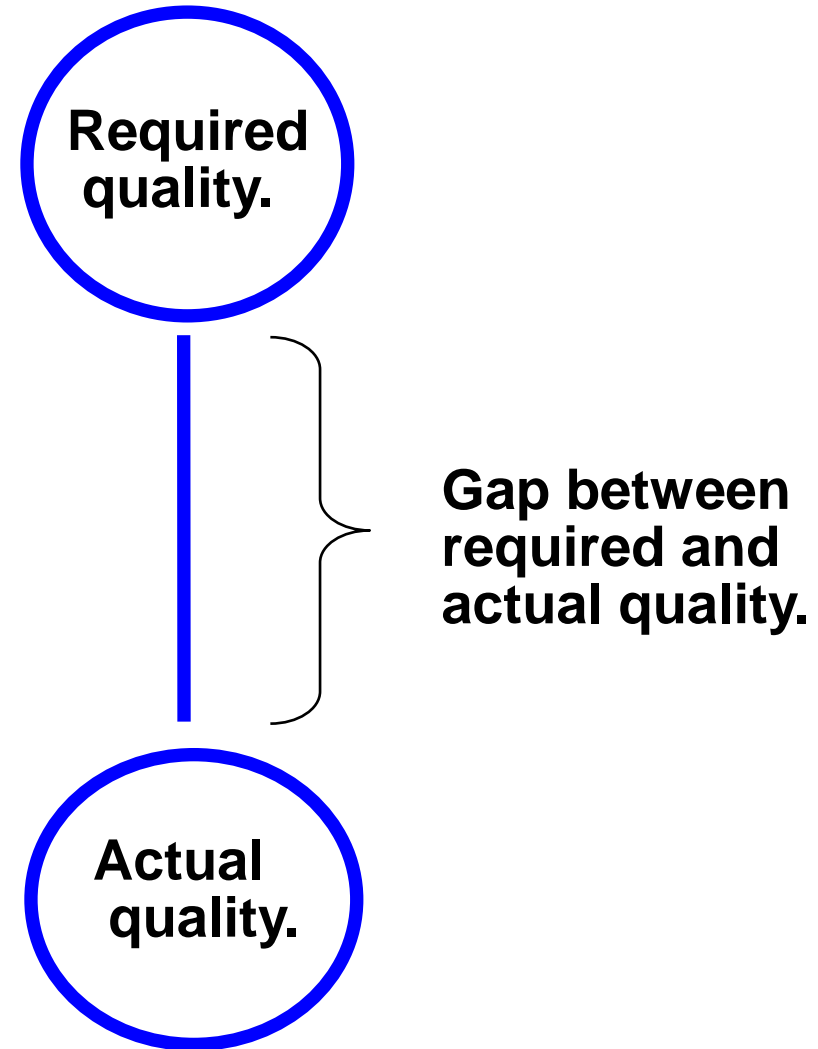 Required
quality.
Gap between
required and
actual quality.
Actual
quality.